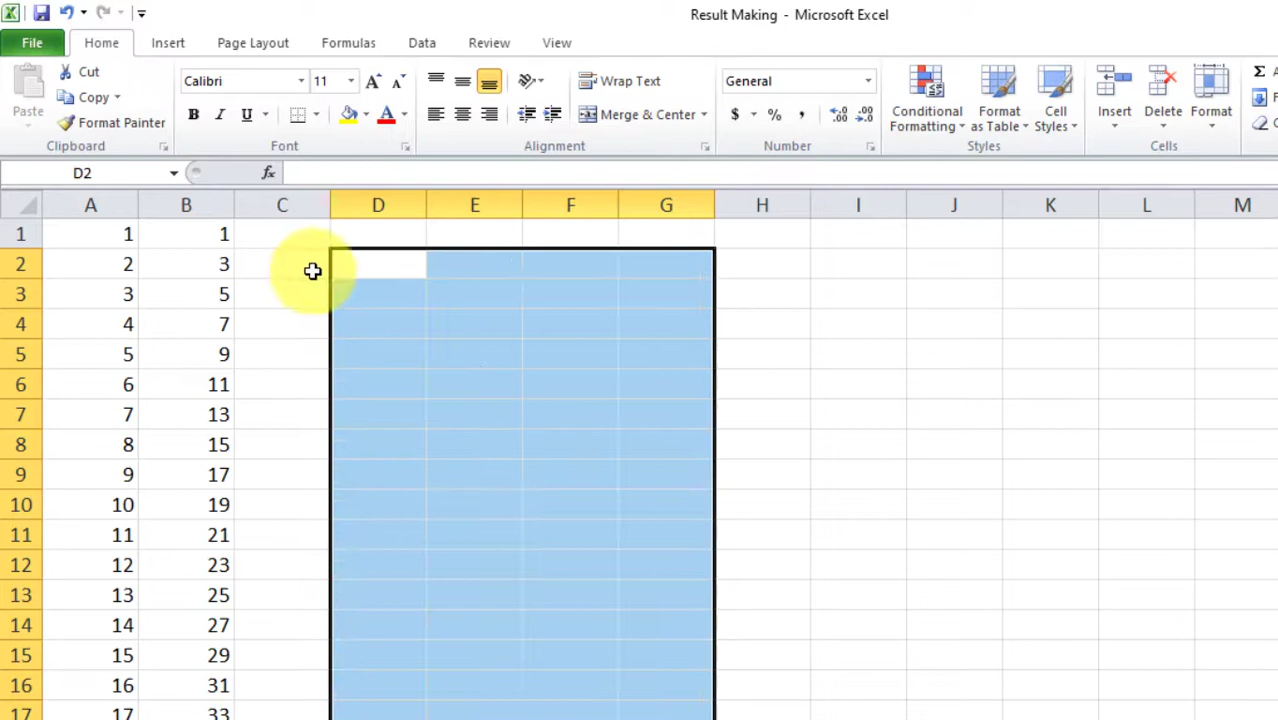 Result Making - Microsoft Excel
File Home Insert Page Layout Formulas Data Review View
Cut
Copy
Format Painter
Paste
Clipboard
Calibri 11 A A
B I U A
Font
Wrap Text
Merge & Center
Alignment
General
$ % , .0 .00 .00 .0
Number
Conditional Formatting
Format as Table
Cell Styles
Styles
Insert Delete Format
Cells
Σ
D2 fx
A B C D E F G H I J K L M
1 1 1
2 2 3
3 3 5
4 4 7
5 5 9
6 6 11
7 7 13
8 8 15
9 9 17
10 10 19
11 11 21
12 12 23
13 13 25
14 14 27
15 15 29
16 16 31
17 17 33